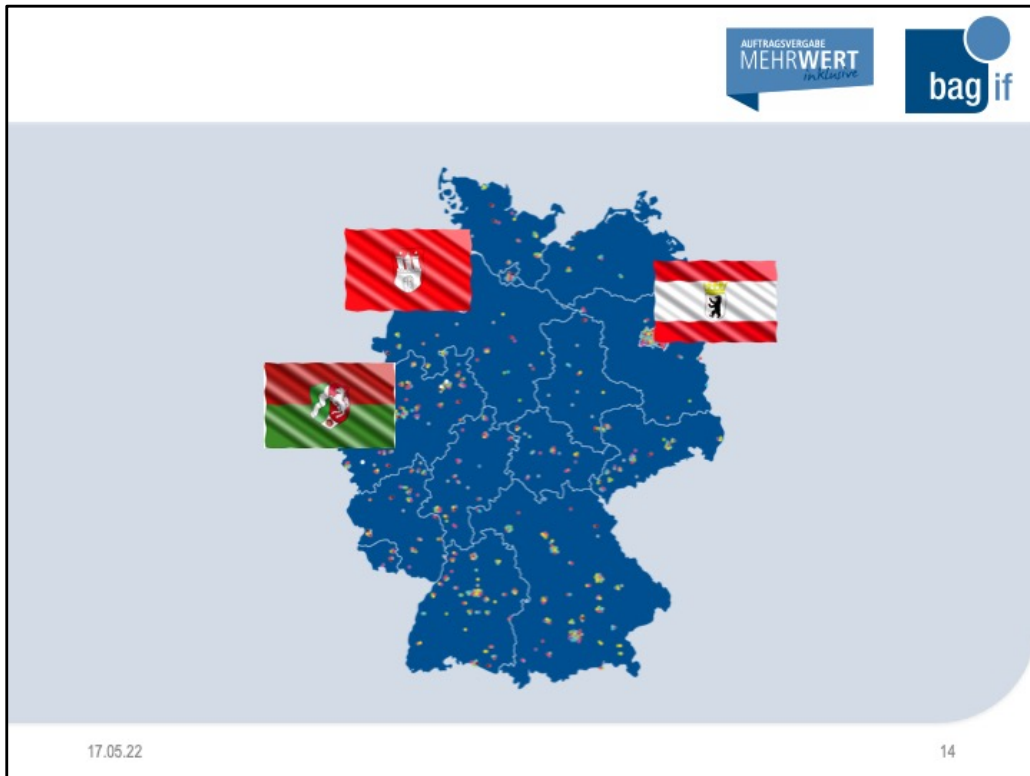 AUFTRAGSVERGABE
MEHRWERT
inklusive
bag if
17.05.22
14